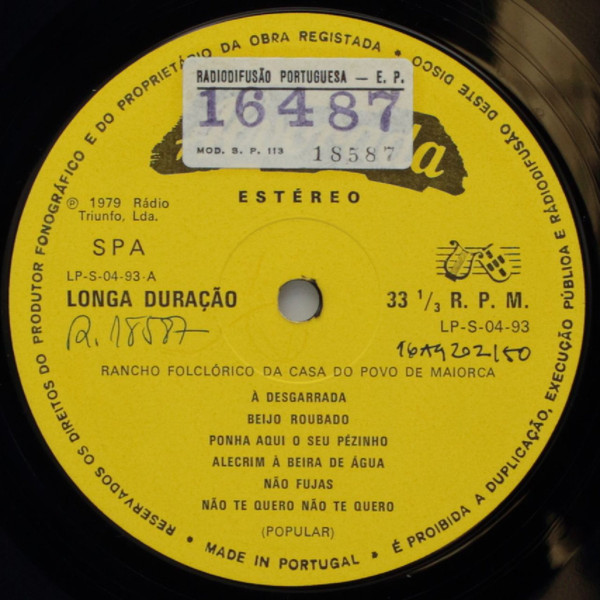 RESERVADOS OS DIREITOS DO PRODUTOR FONOGRÁFICO E DO PROPRIETÁRIO DA OBRA REGISTADA •
RADIODIFUSÃO PORTUGUESA — E. P.
16487
MOD. S. P. 113 18587
ESTÉREO
℗ 1979 Rádio
Triunfo, Lda.
SPA
LP-S-04-93-A
LONGA DURAÇÃO
33 1/3 R. P. M.
LP-S-04-93
R. 18587
RANCHO FOLCLÓRICO DA CASA DO POVO DE MAIORCA
À DESGARRADA
BEIJO ROUBADO
PONHA AQUI O SEU PÉZINHO
ALECRIM À BEIRA DE ÁGUA
NÃO FUJAS
NÃO TE QUERO NÃO TE QUERO
(POPULAR)
É PROIBIDA A DUPLICAÇÃO, EXECUÇÃO PÚBLICA E RÁDIODIFUSÃO DESTE DISCO
• MADE IN PORTUGAL •